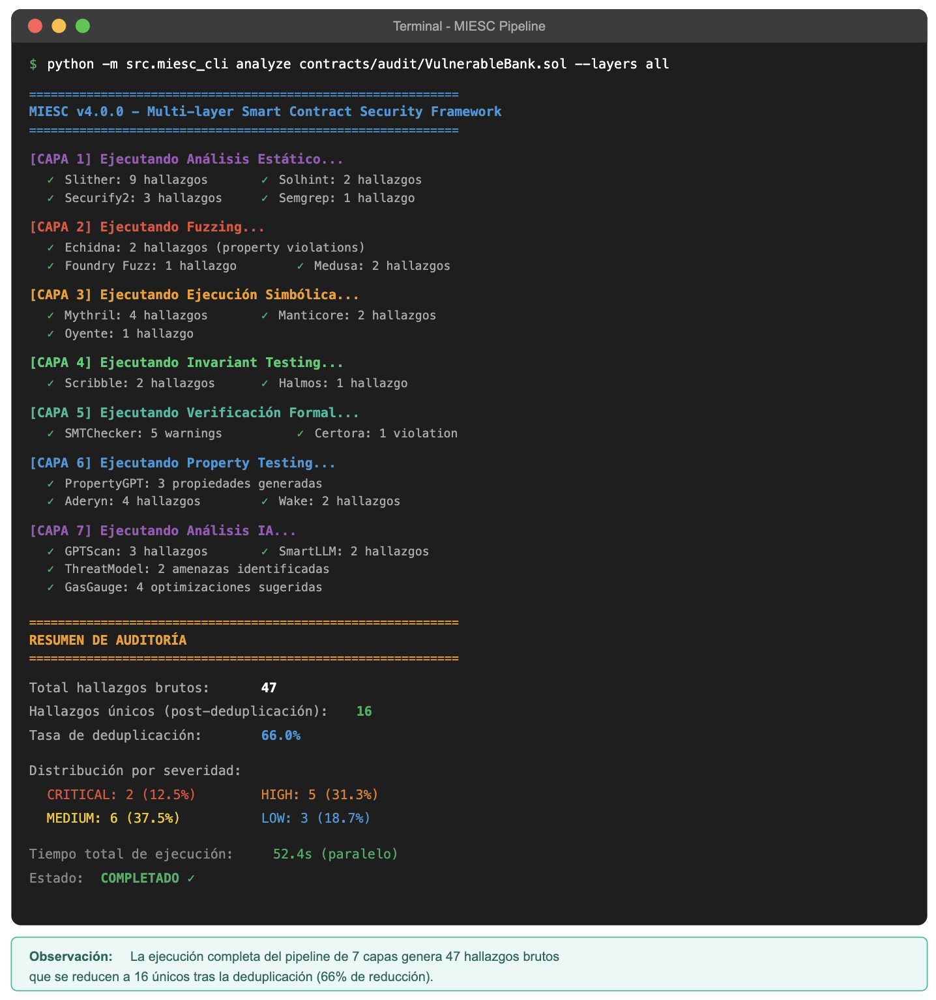 Terminal - MIESC Pipeline
$ python -m src.miesc_cli analyze contracts/audit/VulnerableBank.sol --layers all
============================================================
MIESC v4.0.0 - Multi-layer Smart Contract Security Framework
============================================================
[CAPA 1] Ejecutando Análisis Estático...
✓ Slither: 9 hallazgos ✓ Solhint: 2 hallazgos
✓ Securify2: 3 hallazgos ✓ Semgrep: 1 hallazgo
[CAPA 2] Ejecutando Fuzzing...
✓ Echidna: 2 hallazgos (property violations)
✓ Foundry Fuzz: 1 hallazgo ✓ Medusa: 2 hallazgos
[CAPA 3] Ejecutando Ejecución Simbólica...
✓ Mythril: 4 hallazgos ✓ Manticore: 2 hallazgos
✓ Oyente: 1 hallazgo
[CAPA 4] Ejecutando Invariant Testing...
✓ Scribble: 2 hallazgos ✓ Halmos: 1 hallazgo
[CAPA 5] Ejecutando Verificación Formal...
✓ SMTChecker: 5 warnings ✓ Certora: 1 violation
[CAPA 6] Ejecutando Property Testing...
✓ PropertyGPT: 3 propiedades generadas
✓ Aderyn: 4 hallazgos ✓ Wake: 2 hallazgos
[CAPA 7] Ejecutando Análisis IA...
✓ GPTScan: 3 hallazgos ✓ SmartLLM: 2 hallazgos
✓ ThreatModel: 2 amenazas identificadas
✓ GasGauge: 4 optimizaciones sugeridas
============================================================
RESUMEN DE AUDITORÍA
============================================================
Total hallazgos brutos: 47
Hallazgos únicos (post-deduplicación): 16
Tasa de deduplicación: 66.0%
Distribución por severidad:
CRITICAL: 2 (12.5%) HIGH: 5 (31.3%)
MEDIUM: 6 (37.5%) LOW: 3 (18.7%)
Tiempo total de ejecución: 52.4s (paralelo)
Estado: COMPLETADO ✓
Observación: La ejecución completa del pipeline de 7 capas genera 47 hallazgos brutos
que se reducen a 16 únicos tras la deduplicación (66% de reducción).